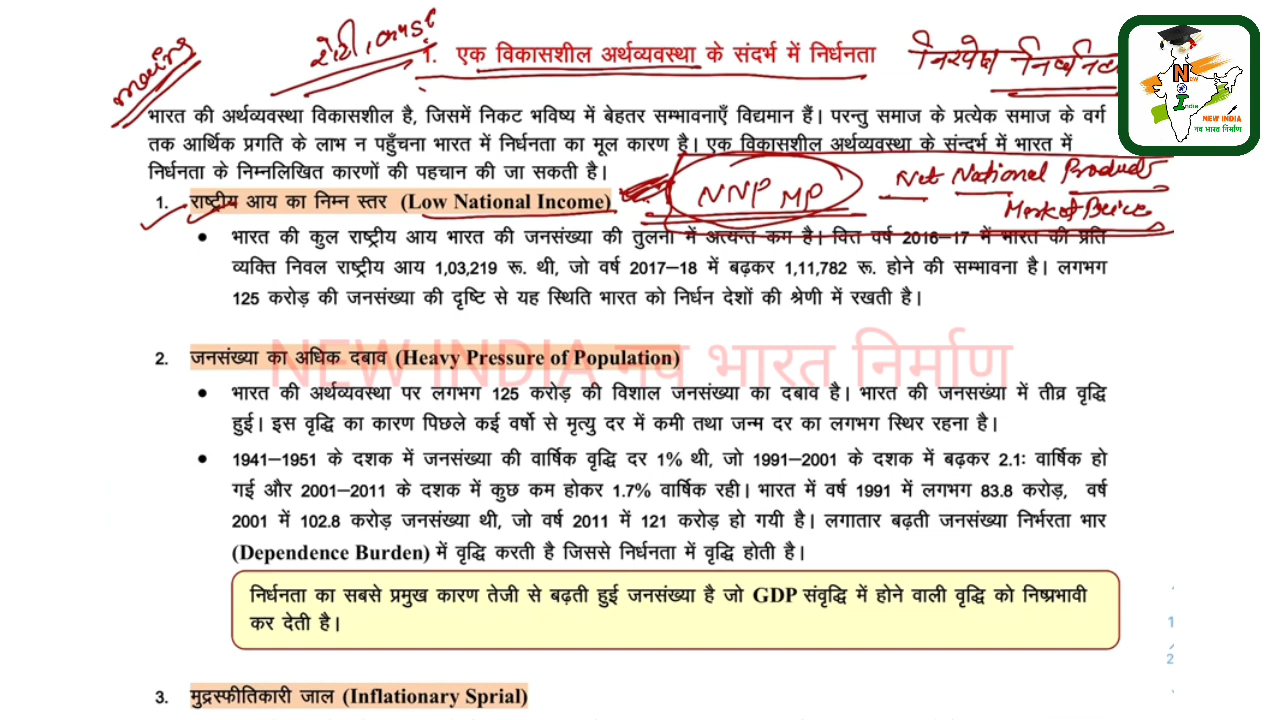 रोटी, कपड़ा
1. एक विकासशील अर्थव्यवस्था के संदर्भ में निर्धनता
निरपेक्ष निर्धनता
भारत की अर्थव्यवस्था विकासशील है, जिसमें निकट भविष्य में बेहतर सम्भावनाएँ विद्यमान हैं। परन्तु समाज के प्रत्येक समाज के वर्ग
तक आर्थिक प्रगति के लाभ न पहुँचना भारत में निर्धनता का मूल कारण है। एक विकासशील अर्थव्यवस्था के सन्दर्भ में भारत में
निर्धनता के निम्नलिखित कारणों की पहचान की जा सकती है।
NNP MP
Net National Products
Market Price
1. राष्ट्रीय आय का निम्न स्तर (Low National Income)
• भारत की कुल राष्ट्रीय आय भारत की जनसंख्या की तुलना में अत्यन्त कम है। वित्त वर्ष 2016–17 में भारत की प्रति
व्यक्ति निवल राष्ट्रीय आय 1,03,219 रू. थी, जो वर्ष 2017–18 में बढ़कर 1,11,782 रू. होने की सम्भावना है। लगभग
125 करोड़ की जनसंख्या की दृष्टि से यह स्थिति भारत को निर्धन देशों की श्रेणी में रखती है।
2. जनसंख्या का अधिक दबाव (Heavy Pressure of Population)
• भारत की अर्थव्यवस्था पर लगभग 125 करोड़ की विशाल जनसंख्या का दबाव है। भारत की जनसख्ंया में तीव्र वृद्धि
हुई। इस वृद्धि का कारण पिछले कई वर्षो से मृत्यु दर में कमी तथा जन्म दर का लगभग स्थिर रहना है।
• 1941–1951 के दशक में जनसंख्या की वार्षिक वृद्धि दर 1% थी, जो 1991–2001 के दशक में बढ़कर 2.1ः वार्षिक हो
गई और 2001–2011 के दशक में कुछ कम होकर 1.7% वार्षिक रही। भारत में वर्ष 1991 में लगभग 83.8 करोड़, वर्ष
2001 में 102.8 करोड़ जनसंख्या थी, जो वर्ष 2011 में 121 करोड़ हो गयी है। लगातार बढ़ती जनसंख्या निर्भरता भार
(Dependence Burden) में वृद्धि करती है जिससे निर्धनता में वृद्धि होती है।
निर्धनता का सबसे प्रमुख कारण तेजी से बढ़ती हुई जनसंख्या है जो GDP संवृद्धि में होने वाली वृद्धि को निष्प्रभावी
कर देती है।
3. मुद्रस्फीतिकारी जाल (Inflationary Sprial)
NEW INDIA नव भारत निर्माण
New
India
NEW INDIA
नव भारत निर्माण
1
2